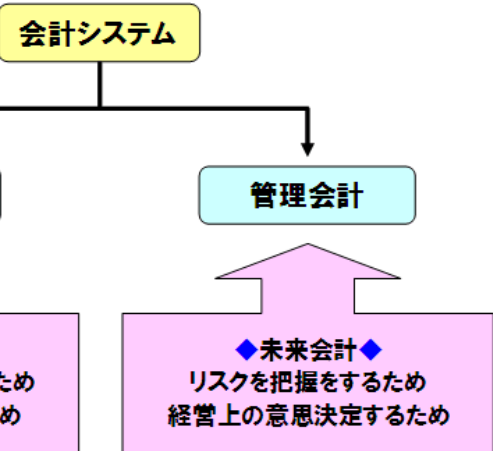 会計システム
管理会計
◆未来会計◆
リスクを把握をするため
経営上の意思決定するため
ため
め